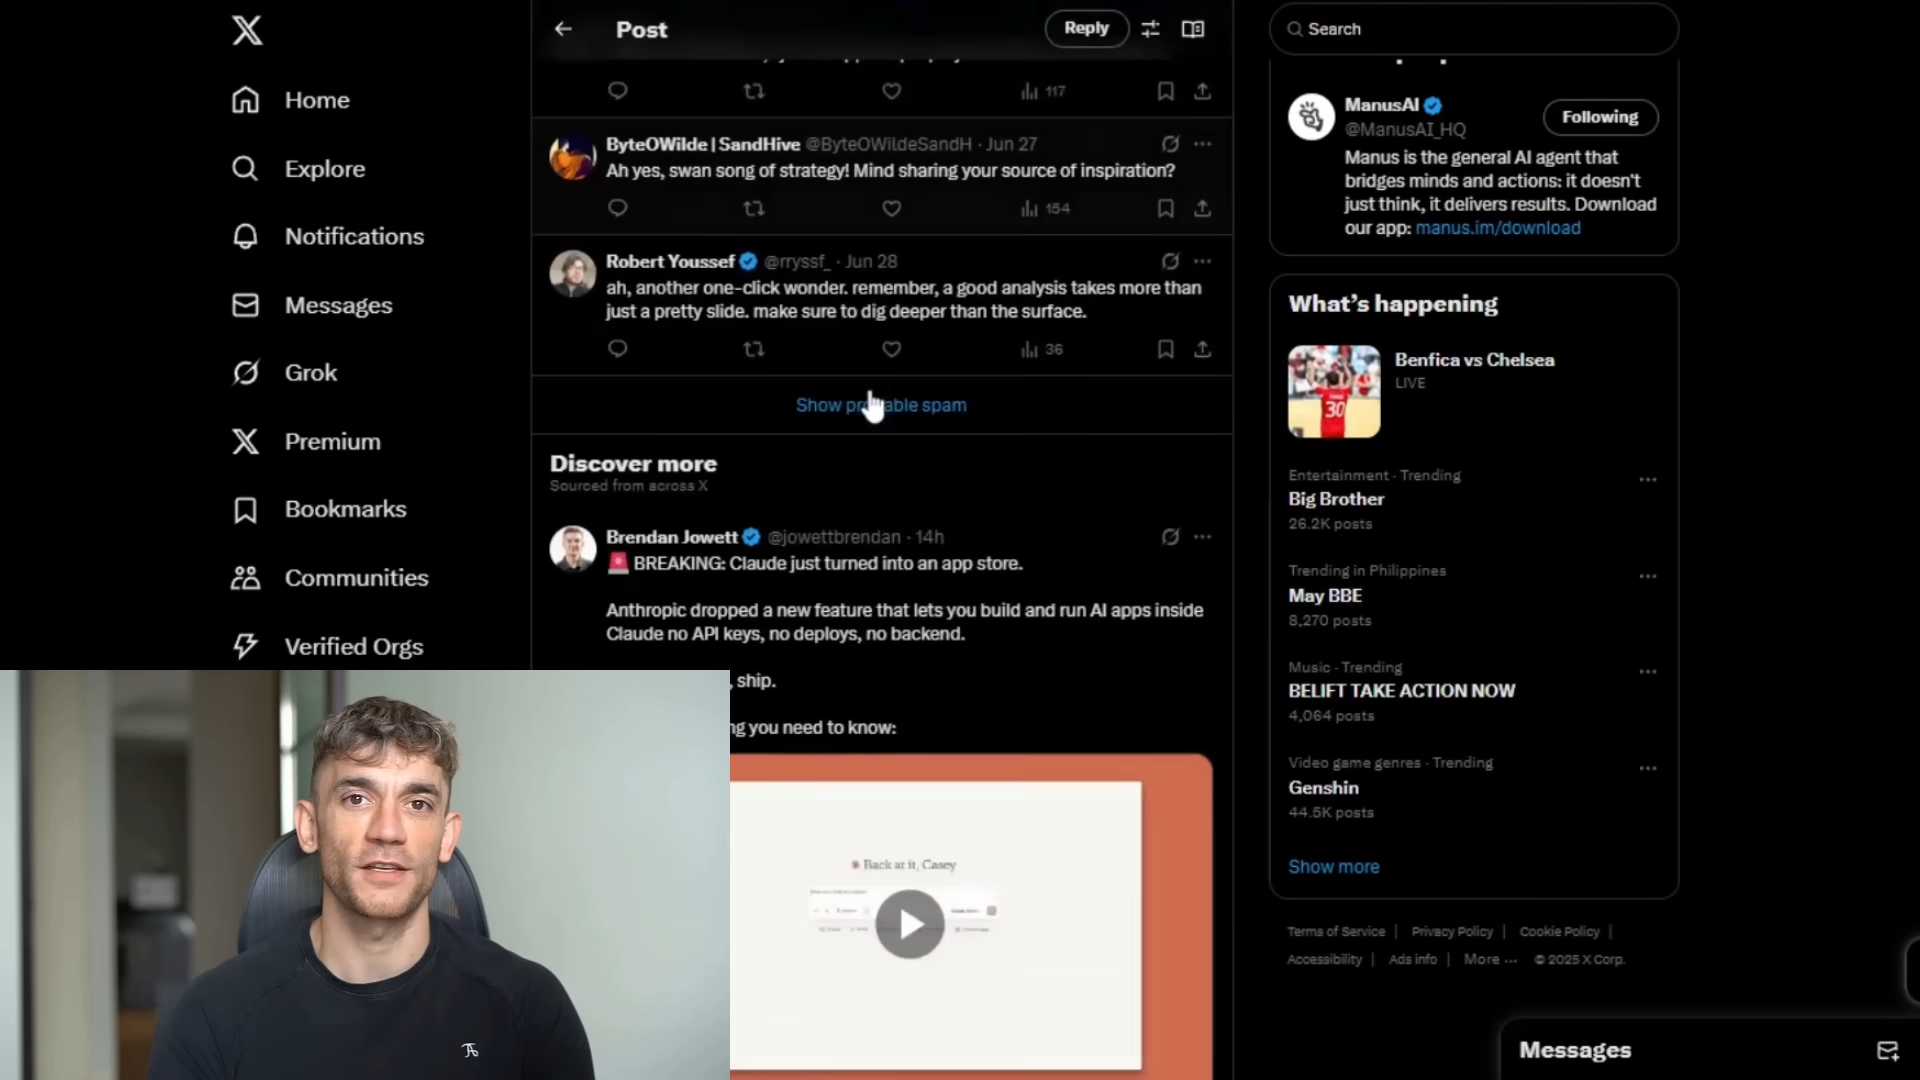 Home
Explore
Notifications
Messages
Grok
Premium
Bookmarks
Communities
Verified Orgs
Post
Reply
117
ByteOWilde | SandHive @ByteOWildeSandH · Jun 27
Ah yes, swan song of strategy! Mind sharing your source of inspiration?
154
Robert Youssef @rryssf_ · Jun 28
ah, another one-click wonder. remember, a good analysis takes more than
just a pretty slide. make sure to dig deeper than the surface.
36
Show probable spam
Discover more
Sourced from across X
Brendan Jowett @jowettbrendan · 14h
🚨 BREAKING: Claude just turned into an app store.
Anthropic dropped a new feature that lets you build and run AI apps inside
Claude no API keys, no deploys, no backend.
, ship.
you need to know:
Back at it, Casey
Search
ManusAI
@ManusAI_HQ
Following
Manus is the general AI agent that
bridges minds and actions: it doesn't
just think, it delivers results. Download
our app: manus.im/download
What's happening
Benfica vs Chelsea
LIVE
30
Entertainment · Trending
Big Brother
26.2K posts
Trending in Philippines
May BBE
8,270 posts
Music · Trending
BELIFT TAKE ACTION NOW
4,064 posts
Video game genres · Trending
Genshin
44.5K posts
Show more
Terms of Service | Privacy Policy | Cookie Policy |
Accessibility | Ads info | More ··· © 2025 X Corp.
Messages